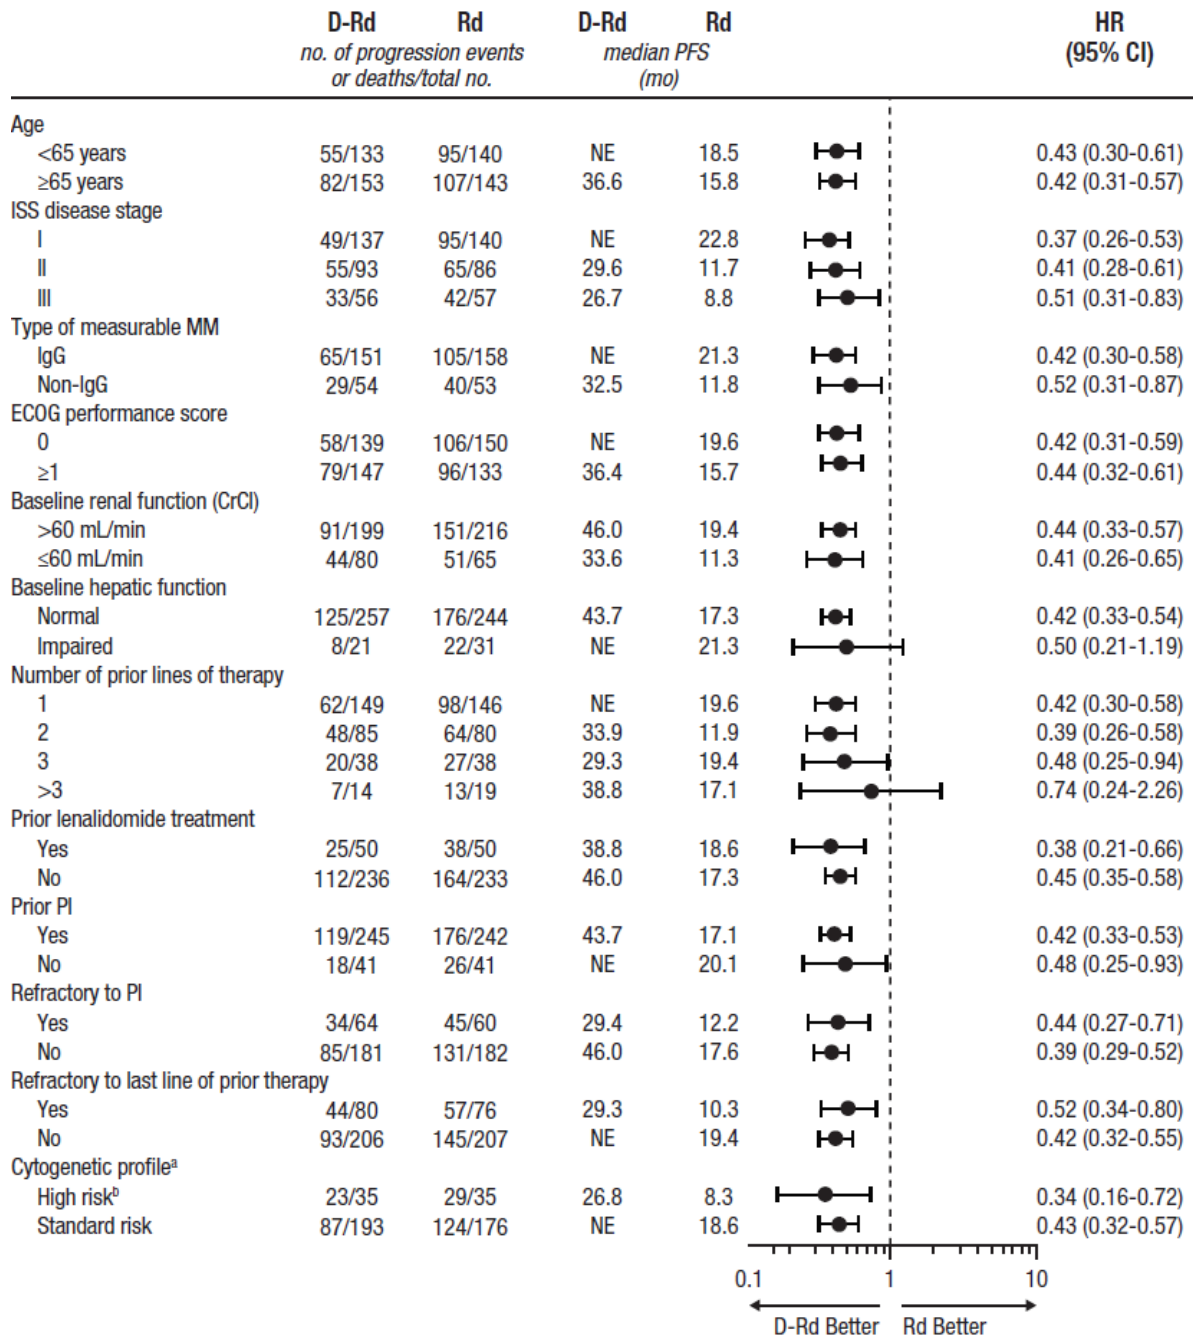 D-Rd Rd D-Rd Rd HR
no. of progression events median PFS (95% CI)
or deaths/total no. (mo)
Age
<65 years 55/133 95/140 NE 18.5 0.43 (0.30-0.61)
≥65 years 82/153 107/143 36.6 15.8 0.42 (0.31-0.57)
ISS disease stage
I 49/137 95/140 NE 22.8 0.37 (0.26-0.53)
II 55/93 65/86 29.6 11.7 0.41 (0.28-0.61)
III 33/56 42/57 26.7 8.8 0.51 (0.31-0.83)
Type of measurable MM
IgG 65/151 105/158 NE 21.3 0.42 (0.30-0.58)
Non-IgG 29/54 40/53 32.5 11.8 0.52 (0.31-0.87)
ECOG performance score
0 58/139 106/150 NE 19.6 0.42 (0.31-0.59)
≥1 79/147 96/133 36.4 15.7 0.44 (0.32-0.61)
Baseline renal function (CrCl)
>60 mL/min 91/199 151/216 46.0 19.4 0.44 (0.33-0.57)
≤60 mL/min 44/80 51/65 33.6 11.3 0.41 (0.26-0.65)
Baseline hepatic function
Normal 125/257 176/244 43.7 17.3 0.42 (0.33-0.54)
Impaired 8/21 22/31 NE 21.3 0.50 (0.21-1.19)
Number of prior lines of therapy
1 62/149 98/146 NE 19.6 0.42 (0.30-0.58)
2 48/85 64/80 33.9 11.9 0.39 (0.26-0.58)
3 20/38 27/38 29.3 19.4 0.48 (0.25-0.94)
>3 7/14 13/19 38.8 17.1 0.74 (0.24-2.26)
Prior lenalidomide treatment
Yes 25/50 38/50 38.8 18.6 0.38 (0.21-0.66)
No 112/236 164/233 46.0 17.3 0.45 (0.35-0.58)
Prior PI
Yes 119/245 176/242 43.7 17.1 0.42 (0.33-0.53)
No 18/41 26/41 NE 20.1 0.48 (0.25-0.93)
Refractory to PI
Yes 34/64 45/60 29.4 12.2 0.44 (0.27-0.71)
No 85/181 131/182 46.0 17.6 0.39 (0.29-0.52)
Refractory to last line of prior therapy
Yes 44/80 57/76 29.3 10.3 0.52 (0.34-0.80)
No 93/206 145/207 NE 19.4 0.42 (0.32-0.55)
Cytogenetic profileᵃ
High riskᵇ 23/35 29/35 26.8 8.3 0.34 (0.16-0.72)
Standard risk 87/193 124/176 NE 18.6 0.43 (0.32-0.57)
0.1 1 10
D-Rd Better Rd Better